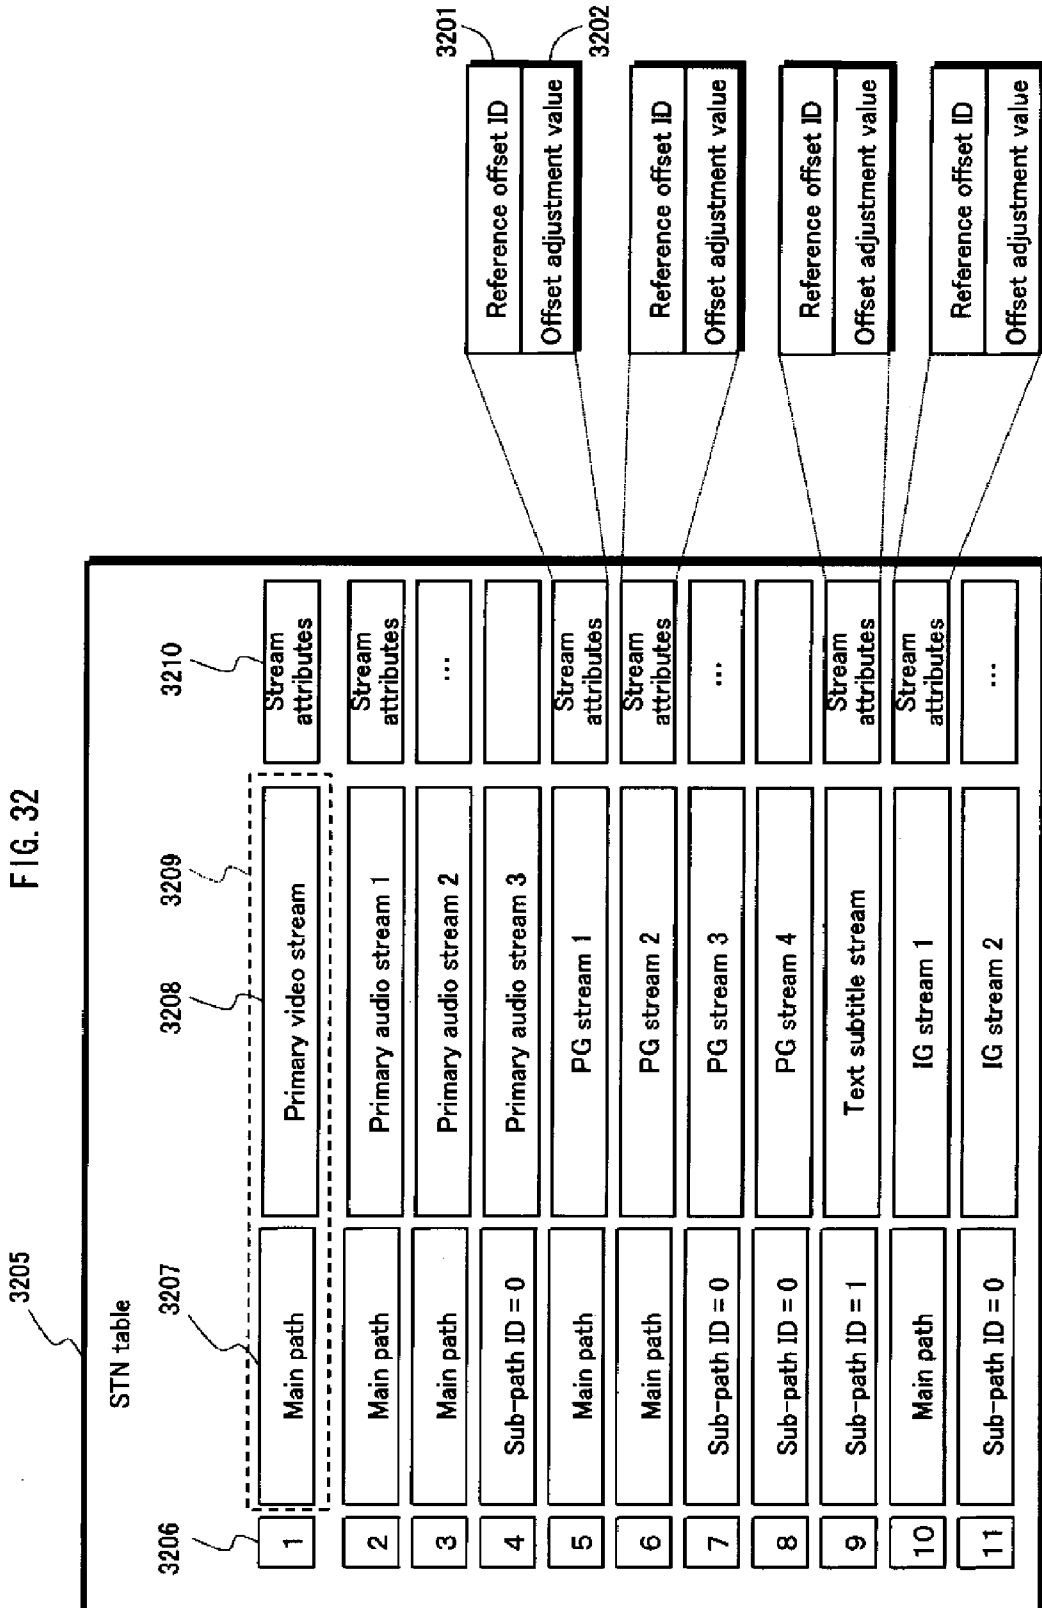 FIG. 32
3205
STN table
3206
3207
3208
3209
3210
1 Main path Primary video stream Stream attributes
2 Main path Primary audio stream 1 Stream attributes
3 Main path Primary audio stream 2 ...
4 Sub-path ID = 0 Primary audio stream 3
5 Main path PG stream 1 Stream attributes
6 Main path PG stream 2 Stream attributes
7 Sub-path ID = 0 PG stream 3 ...
8 Sub-path ID = 0 PG stream 4
9 Sub-path ID = 1 Text subtitle stream Stream attributes
10 Main path IG stream 1 Stream attributes
11 Sub-path ID = 0 IG stream 2 ...
3201
Reference offset ID
Offset adjustment value
3202
Reference offset ID
Offset adjustment value
Reference offset ID
Offset adjustment value
Reference offset ID
Offset adjustment value